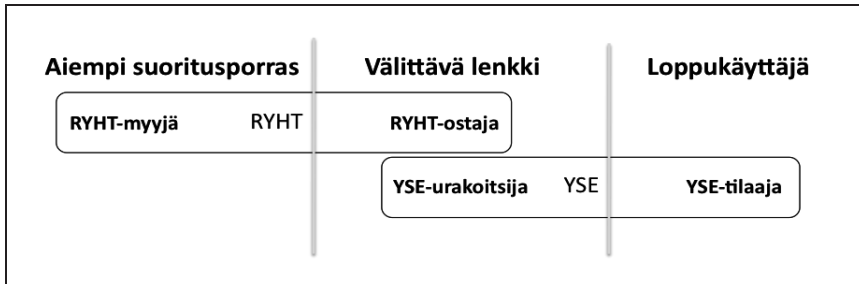 Aiempi suoritusporras Välittävä lenkki Loppukäyttäjä
RYHT-myyjä RYHT RYHT-ostaja
YSE-urakoitsija YSE YSE-tilaaja